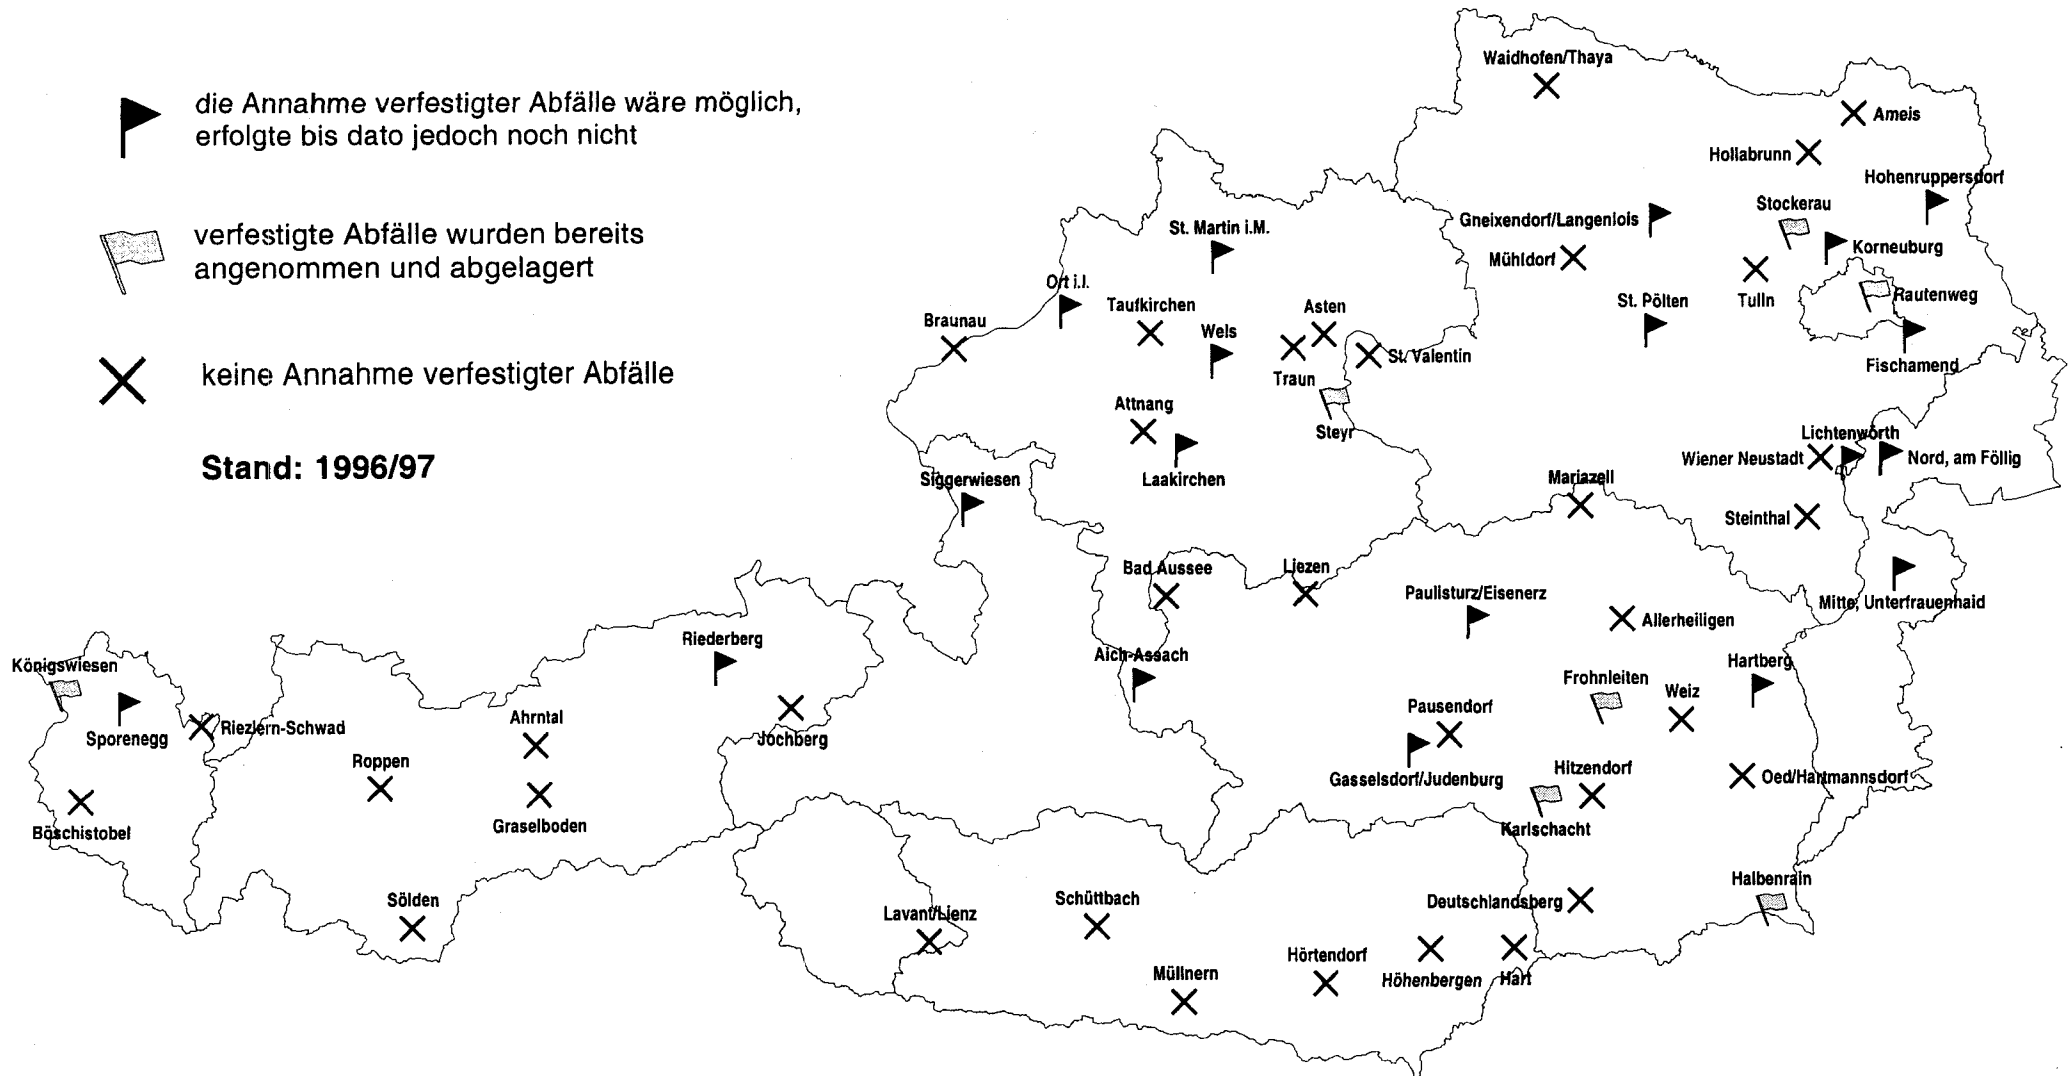 die Annahme verfestigter Abfälle wäre möglich,
erfolgte bis dato jedoch noch nicht
verfestigte Abfälle wurden bereits
angenommen und abgelagert
keine Annahme verfestigter Abfälle
Stand: 1996/97
Waidhofen/Thaya
Ameis
Hollabrunn
Hohenruppersdorf
Stockerau
Gneixendorf/Langenlois
St. Martin i.M.
Korneuburg
Mühldorf
Ort i.I.
Rautenweg
Tulln
St. Pölten
Taufkirchen
Asten
Braunau
Wels
St. Valentin
Fischamend
Traun
Attnang
Steyr
Lichtenwörth
Wiener Neustadt
Nord, am Föllig
Siggerwiesen
Laakirchen
Mariazell
Steinthal
Bad Aussee
Liezen
Paulisturz/Eisenerz
Mitte, Unterfrauenhaid
Allerheiligen
Riederberg
Aich-Assach
Hartberg
Königswiesen
Frohnleiten
Weiz
Pausendorf
Ahrntal
Riezlern-Schwad
Sporenegg
Jochberg
Roppen
Hitzendorf
Gasselsdorf/Judenburg
Oed/Hartmannsdorf
Graselboden
Karlschacht
Böschistobel
Halbenrain
Sölden
Schüttbach
Deutschlandsberg
Lavant/Lienz
Hörtendorf
Müllnern
Höhenbergen
Hart